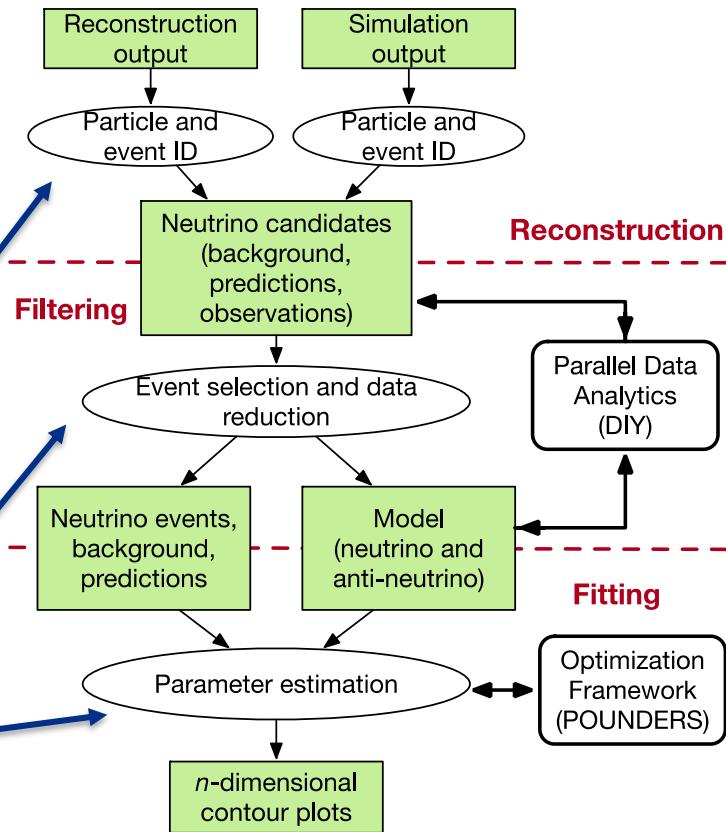 Reconstruction
output
Simulation
output
Particle and
event ID
Particle and
event ID
Neutrino candidates
(background,
predictions,
observations)
Reconstruction
Filtering
Parallel Data
Analytics
(DIY)
Event selection and data
reduction
Neutrino events,
background,
predictions
Model
(neutrino and
anti-neutrino)
Fitting
Parameter estimation
Optimization
Framework
(POUNDERS)
n-dimensional
contour plots